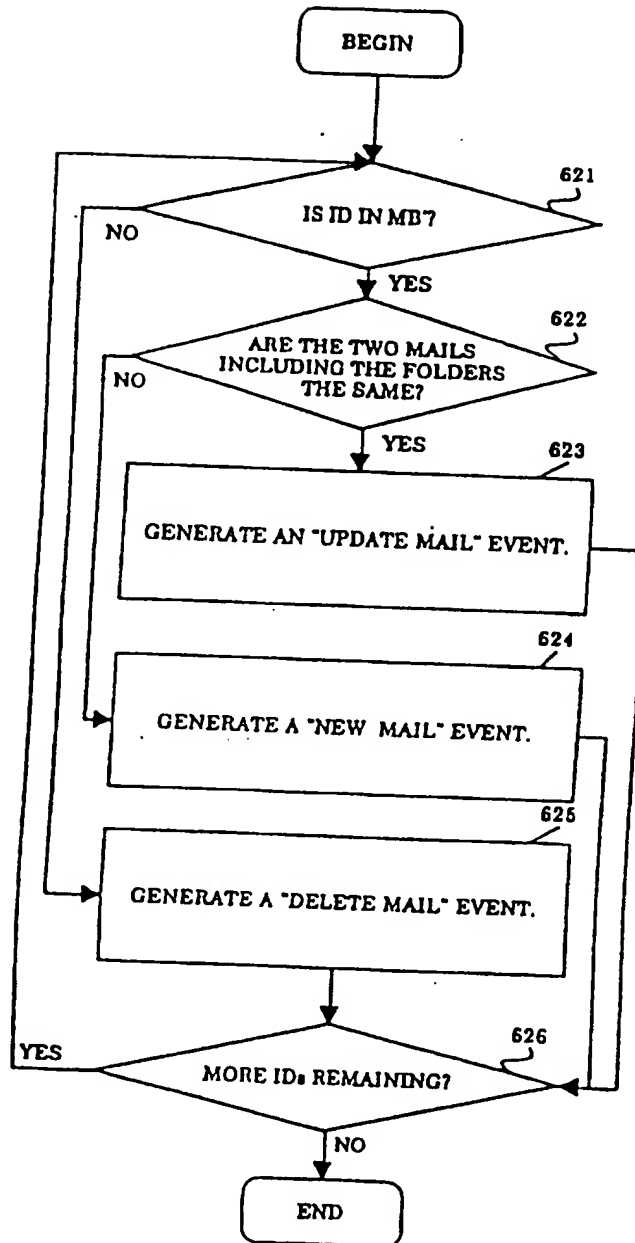 BEGIN
621
IS ID IN MB?
NO
YES
622
ARE THE TWO MAILS
INCLUDING THE FOLDERS
THE SAME?
NO
YES
623
GENERATE AN "UPDATE MAIL" EVENT.
624
GENERATE A "NEW MAIL" EVENT.
625
GENERATE A "DELETE MAIL" EVENT.
626
YES
MORE IDs REMAINING?
NO
END